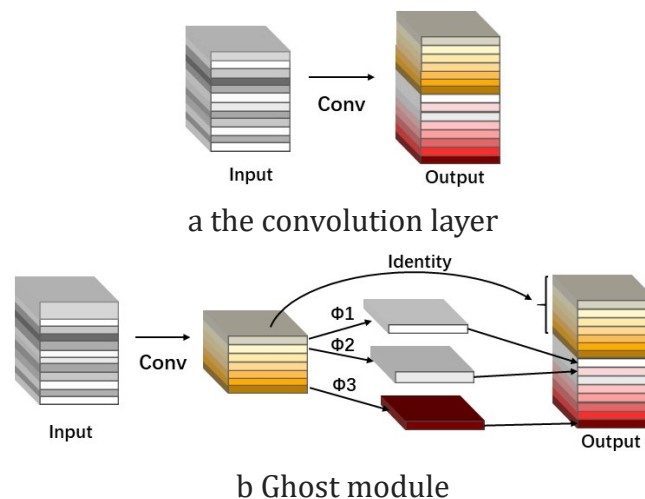 Conv
Input
Output
a the convolution layer
Identity
Φ1
Φ2
Conv
Φ3
Input
Output
b Ghost module